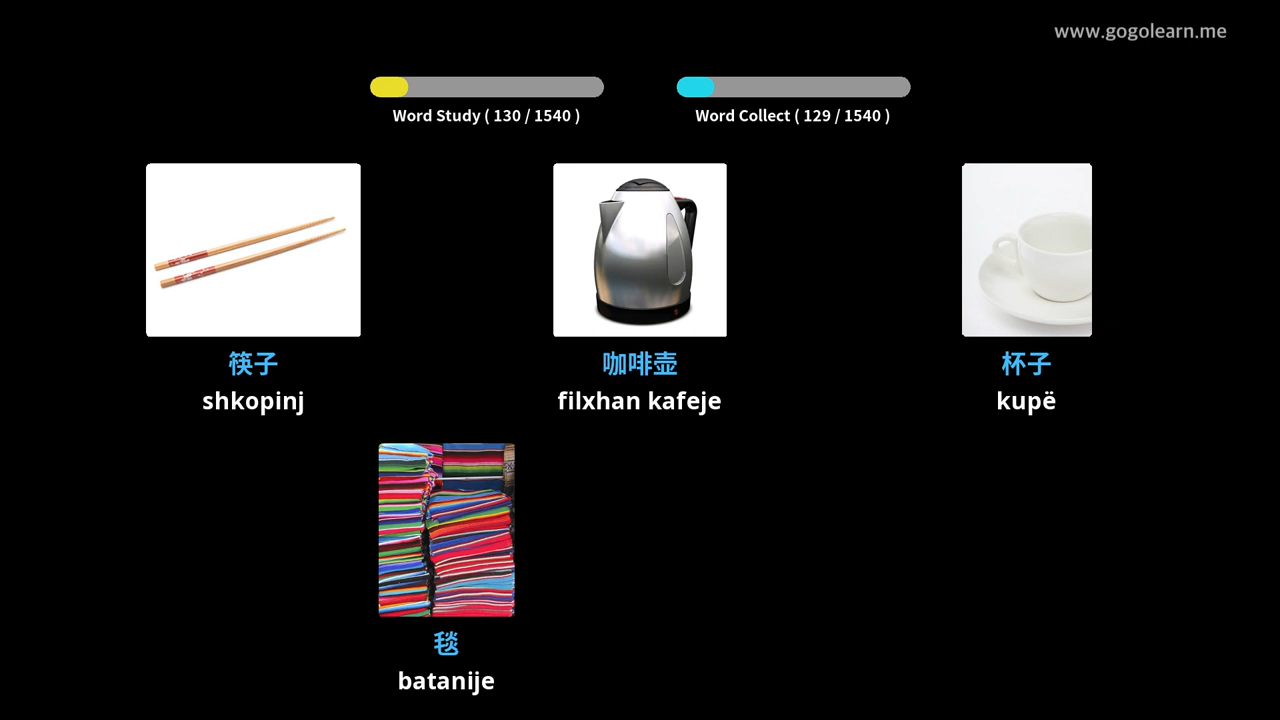 www.gogolearn.me
Word Study ( 130 / 1540 )
Word Collect ( 129 / 1540 )
筷子
shkopinj
咖啡壶
filxhan kafeje
杯子
kupë
毯
batanije